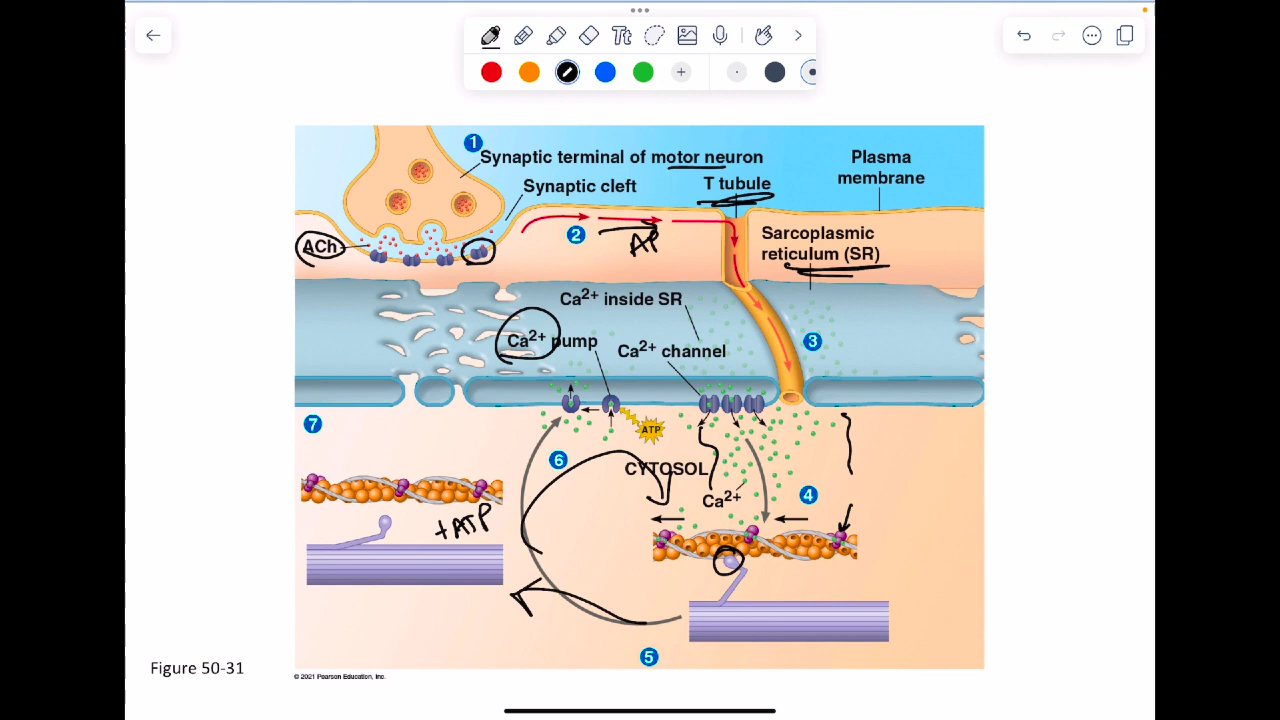 Tt
1
Synaptic terminal of motor neuron
Plasma
membrane
Synaptic cleft
T tubule
2
AP
Sarcoplasmic
reticulum (SR)
ACh
Ca2+ inside SR
Ca2+ pump
Ca2+ channel
3
7
ATP
6
CYTOSOL
Ca2+
4
+ATP
5
Figure 50-31
© 2021 Pearson Education, Inc.